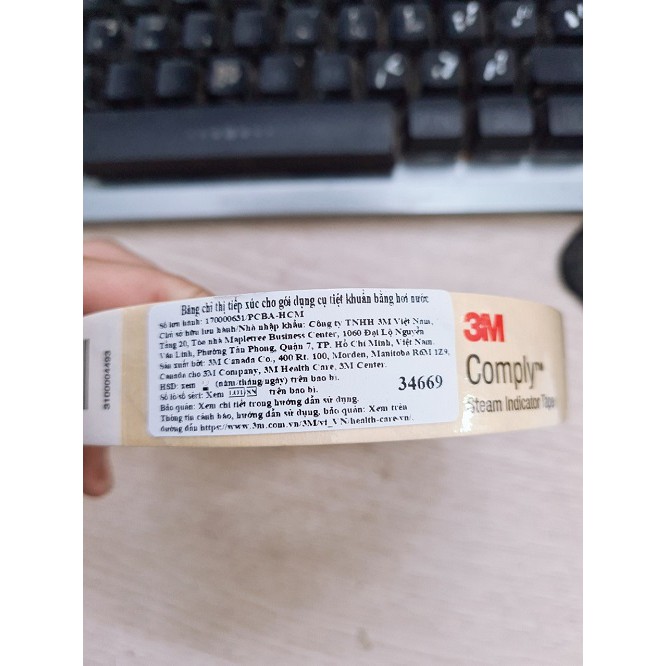 Băng chỉ thị tiếp xúc cho gói dụng cụ tiệt khuẩn bằng hơi nước
Số lưu hành: 170000631/PCBA-HCM
Chủ sở hữu lưu hành/Nhà nhập khẩu: Công ty TNHH 3M Việt Nam,
Tầng 20, Tòa nhà Mapletree Business Center, 1060 Đại Lộ Nguyễn
Văn Linh, Phường Tân Phong, Quận 7, TP. Hồ Chí Minh, Việt Nam.
Sản xuất bởi: 3M Canada Co., 400 Rt. 100, Morden, Manitoba R6M 1Z9,
Canada cho 3M Company, 3M Health Care, 3M Center.
HSD: xem (năm/tháng/ngày) trên bao bì.
Số lô/số sêri: Xem LOT/SN trên bao bì.
Bảo quản: Xem chi tiết trong hướng dẫn sử dụng.
Thông tin cảnh báo, hướng dẫn sử dụng, bảo quản: Xem trên
đường dẫn https://www.3m.com.vn/3M/vi_VN/health-care-vn/.
34669
3100004493
3M
Comply™
Steam Indicator Tape